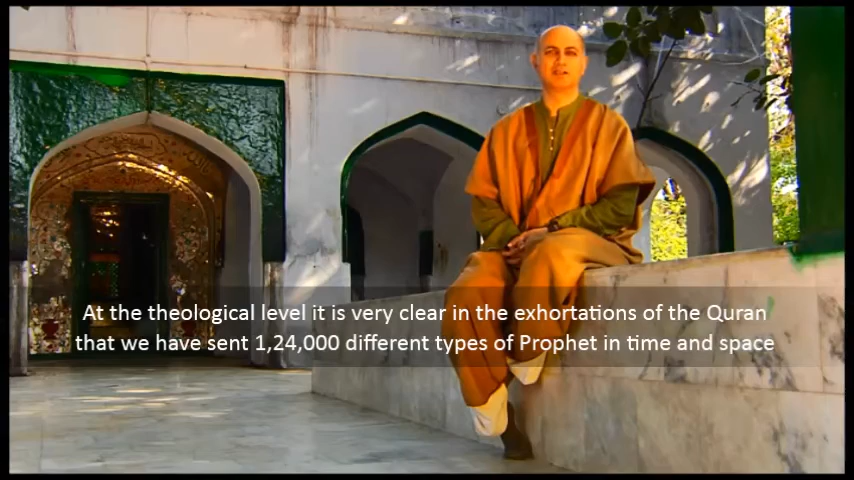 At the theological level it is very clear in the exhortations of the Quran
that we have sent 1,24,000 different types of Prophet in time and space